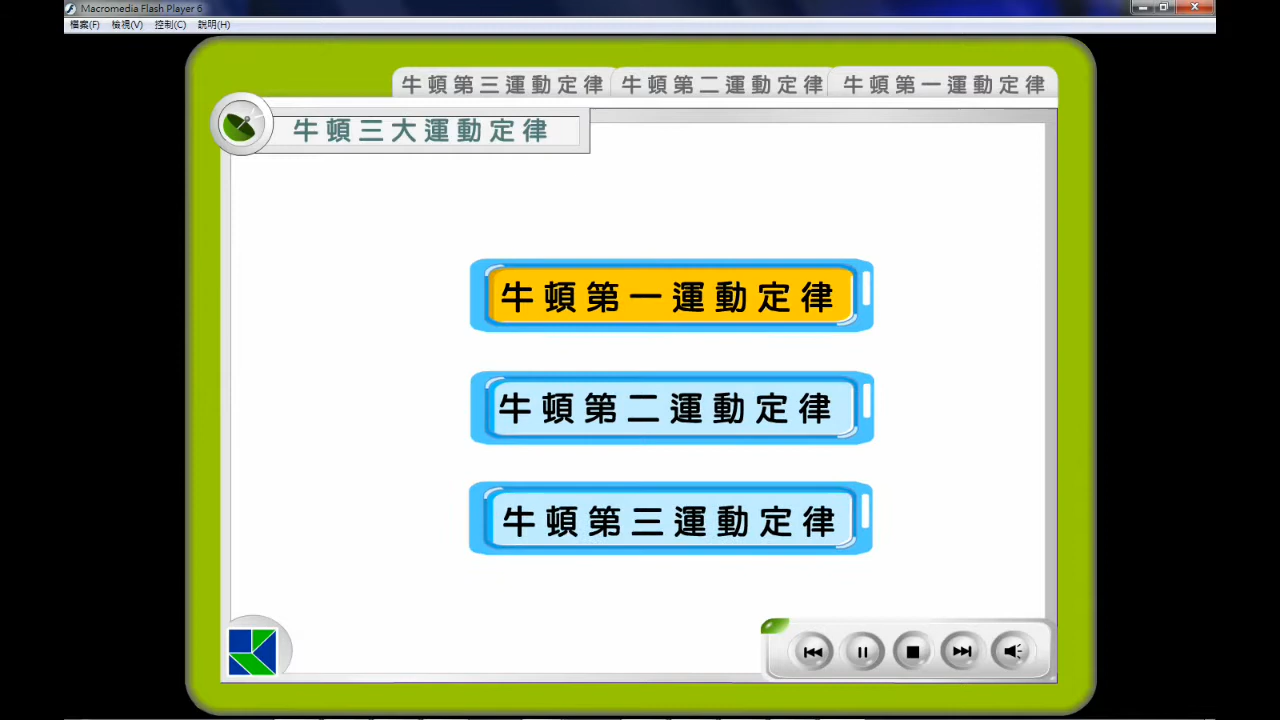 Macromedia Flash Player 6
檔案(F) 檢視(V) 控制(C) 說明(H)
牛頓第三運動定律 牛頓第二運動定律 牛頓第一運動定律
牛頓三大運動定律
牛頓第一運動定律
牛頓第二運動定律
牛頓第三運動定律